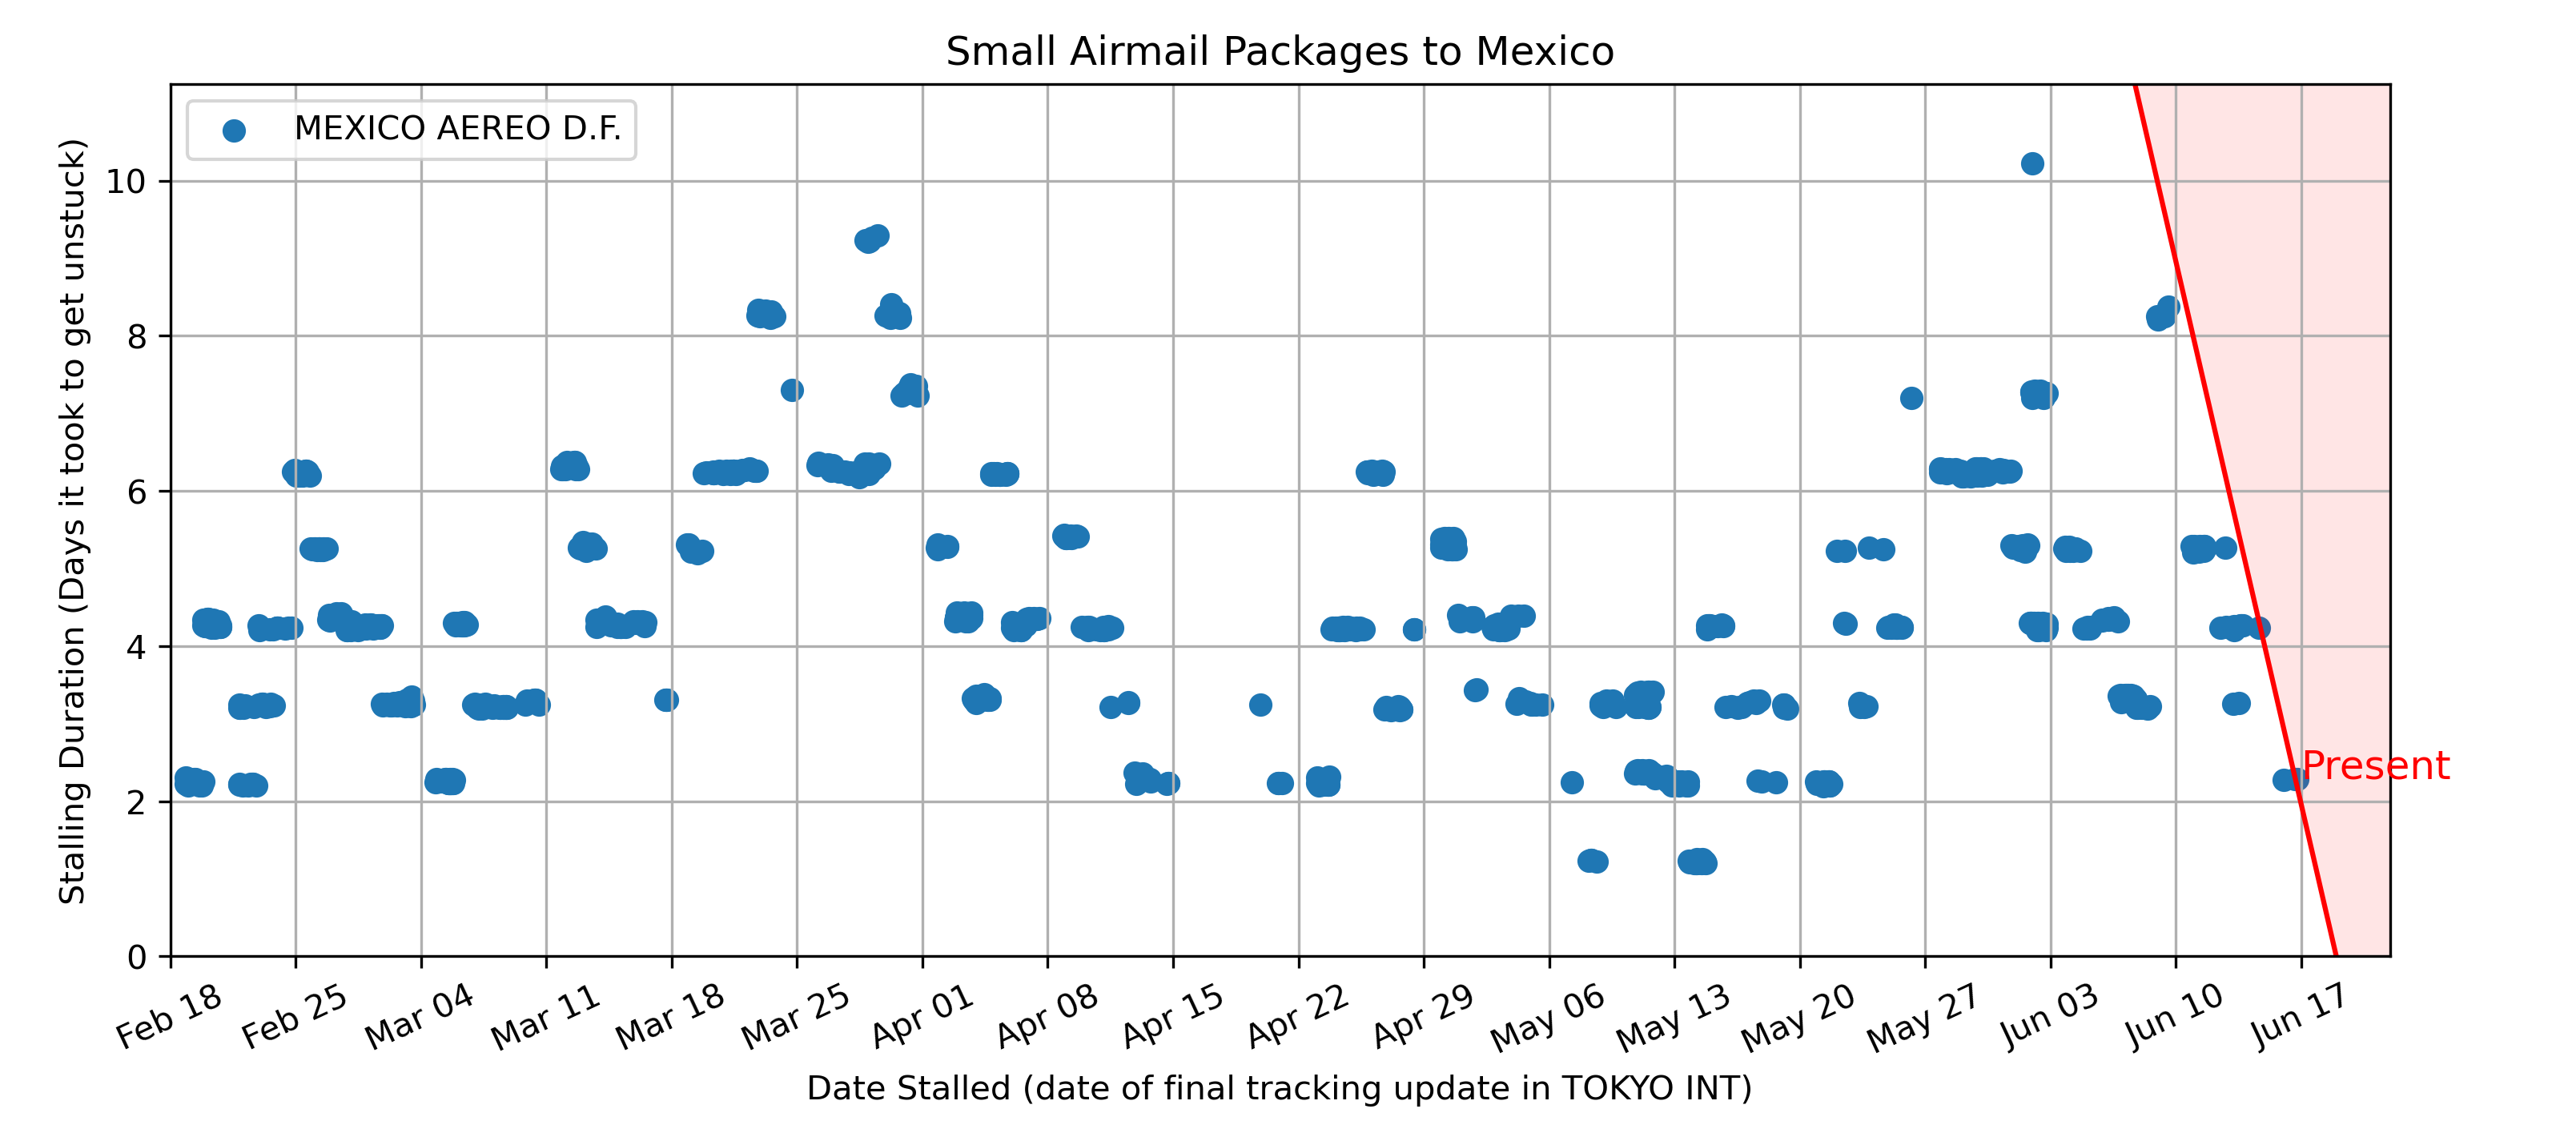 Small Airmail Packages to Mexico
MEXICO AEREO D.F.
Stalling Duration (Days it took to get unstuck)
10
8
6
4
2
0
Present
Feb 18
Feb 25
Mar 04
Mar 11
Mar 18
Mar 25
Apr 01
Apr 08
Apr 15
Apr 22
Apr 29
May 06
May 13
May 20
May 27
Jun 03
Jun 10
Jun 17
Date Stalled (date of final tracking update in TOKYO INT)